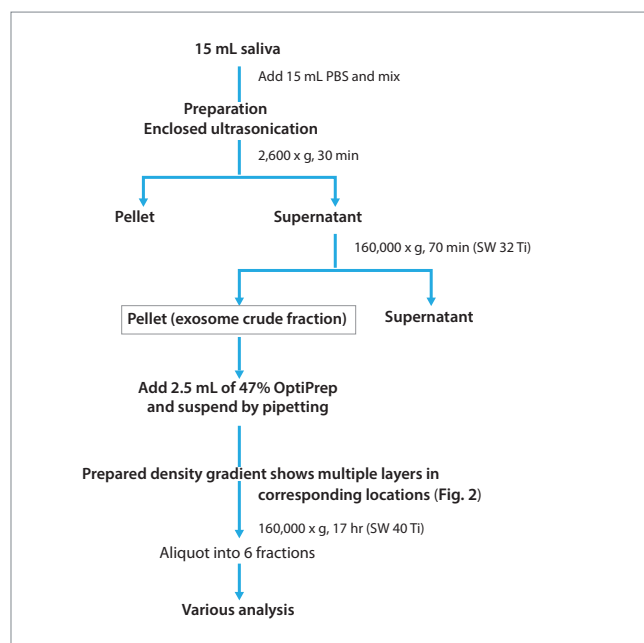 15 mL saliva
Add 15 mL PBS and mix
Preparation
Enclosed ultrasonication
2,600 x g, 30 min
Pellet
Supernatant
160,000 x g, 70 min (SW 32 Ti)
Pellet (exosome crude fraction)
Supernatant
Add 2.5 mL of 47% OptiPrep
and suspend by pipetting
Prepared density gradient shows multiple layers in
corresponding locations (Fig. 2)
160,000 x g, 17 hr (SW 40 Ti)
Aliquot into 6 fractions
Various analysis